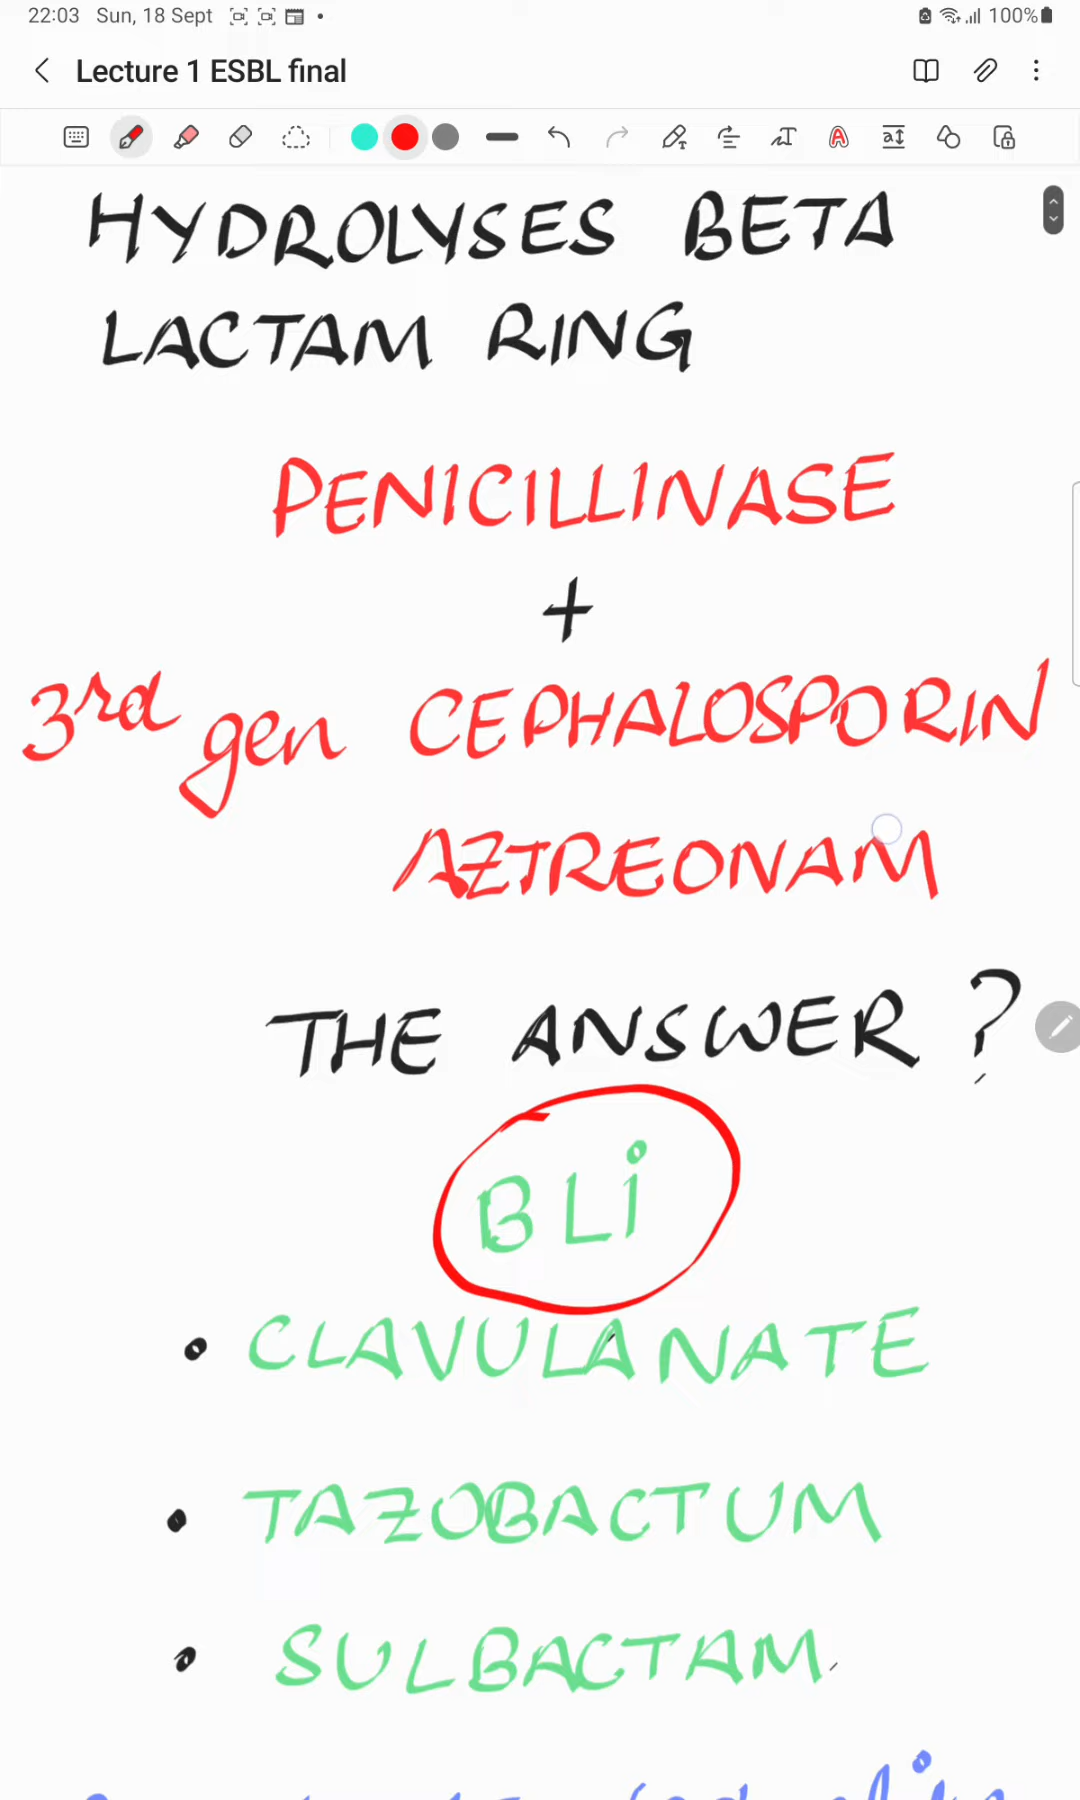 22:03 Sun, 18 Sept 100%
Lecture 1 ESBL final
HYDROLYSES BETA
LACTAM RING
PENICILLINASE
+
3rd gen CEPHALOSPORIN
AZTREONAM
THE ANSWER ?
BLI
• CLAVULANATE
• TAZOBACTUM
• SULBACTAM